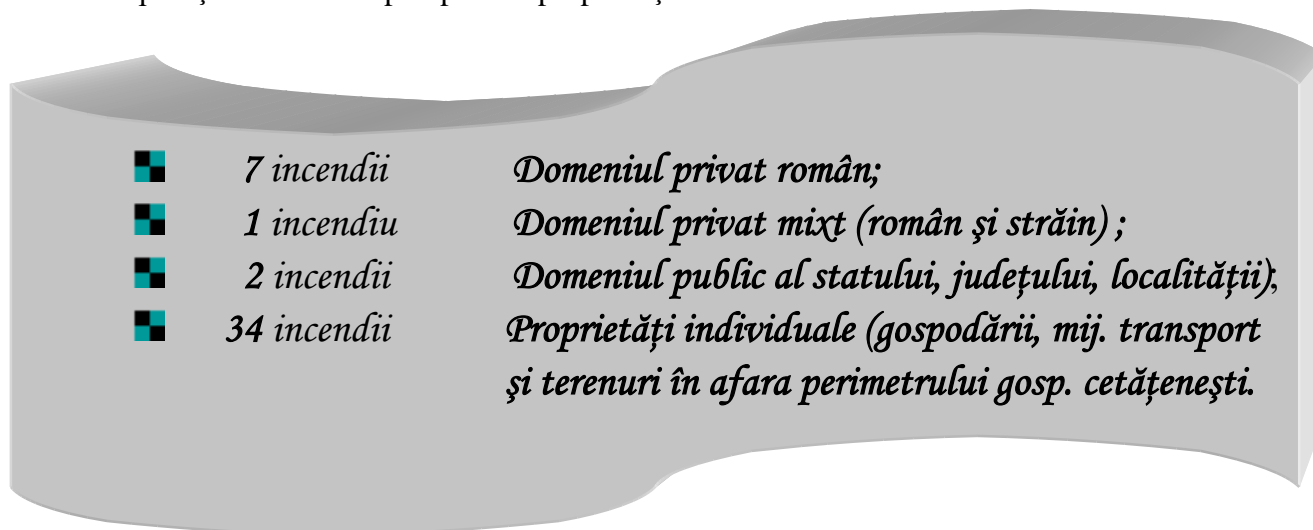 7 incendii Domeniul privat român;
1 incendiu Domeniul privat mixt (român şi străin) ;
2 incendii Domeniul public al statului, judeţului, localităţii);
34 incendii Proprietăţi individuale (gospodării, mij. transport
şi terenuri în afara perimetrului gosp. cetăţeneşti.